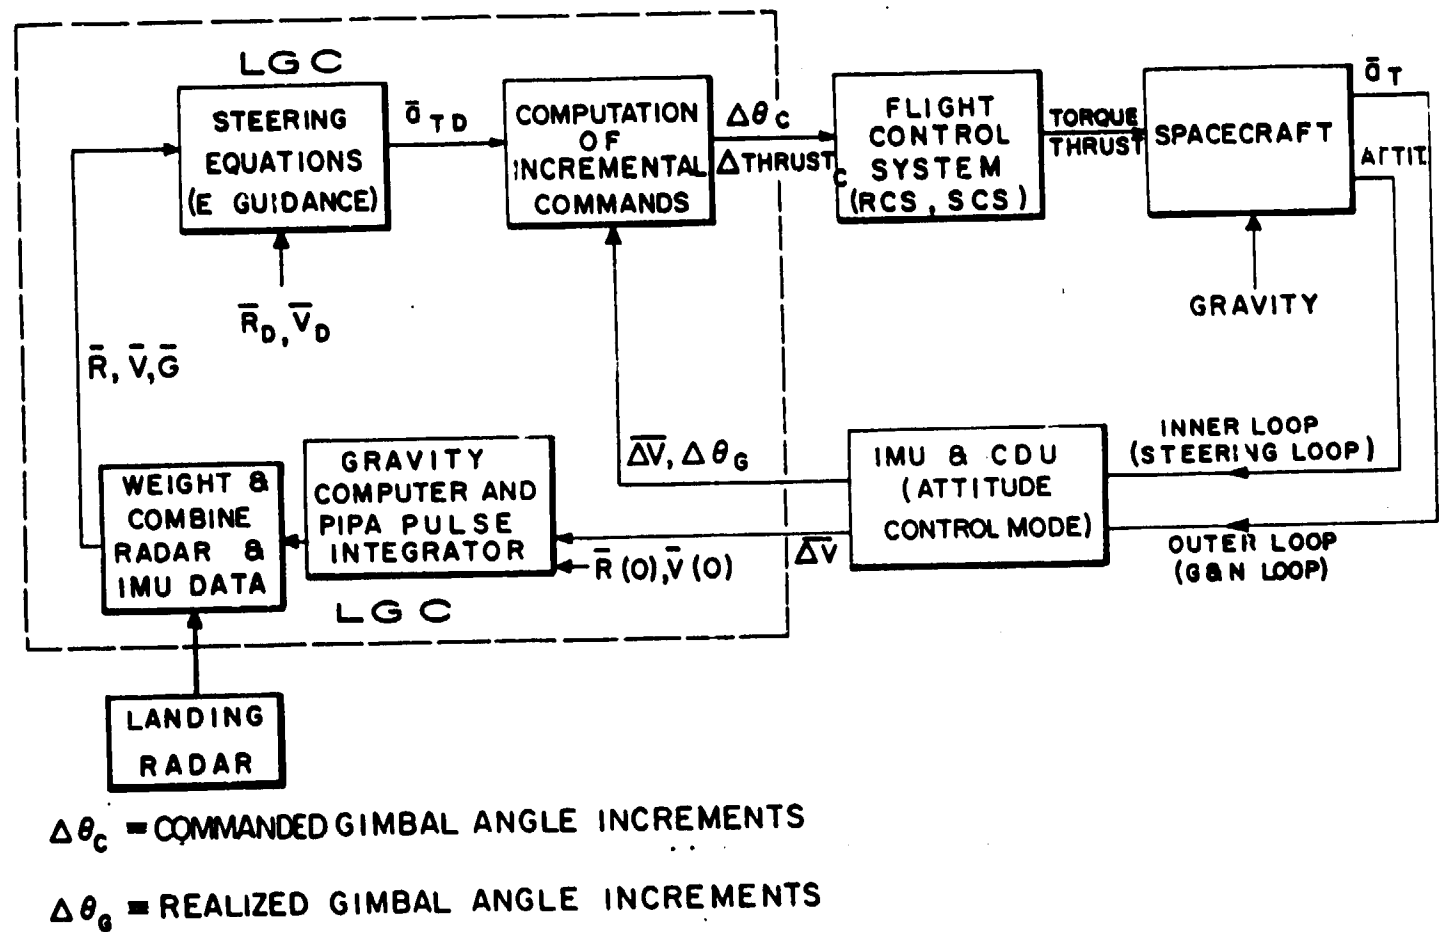 LGC
STEERING
EQUATIONS
(E GUIDANCE)
a̅ TD
COMPUTATION
OF
INCREMENTAL
COMMANDS
Δθ C
Δ THRUST C
FLIGHT
CONTROL
SYSTEM
(RCS, SCS)
TORQUE
THRUST
SPACECRAFT
a̅ T
ATTIT.
R̅ D, V̅ D
GRAVITY
R̅, V̅, G̅
WEIGHT &
COMBINE
RADAR &
IMU DATA
GRAVITY
COMPUTER AND
PIPA PULSE
INTEGRATOR
Δ̅V̅, Δθ G
IMU & CDU
(ATTITUDE
CONTROL MODE)
INNER LOOP
(STEERING LOOP)
Δ̅V̅
R̅(0), V̅(0)
OUTER LOOP
(G&N LOOP)
LGC
LANDING
RADAR
Δθ C = COMMANDED GIMBAL ANGLE INCREMENTS
Δθ G = REALIZED GIMBAL ANGLE INCREMENTS